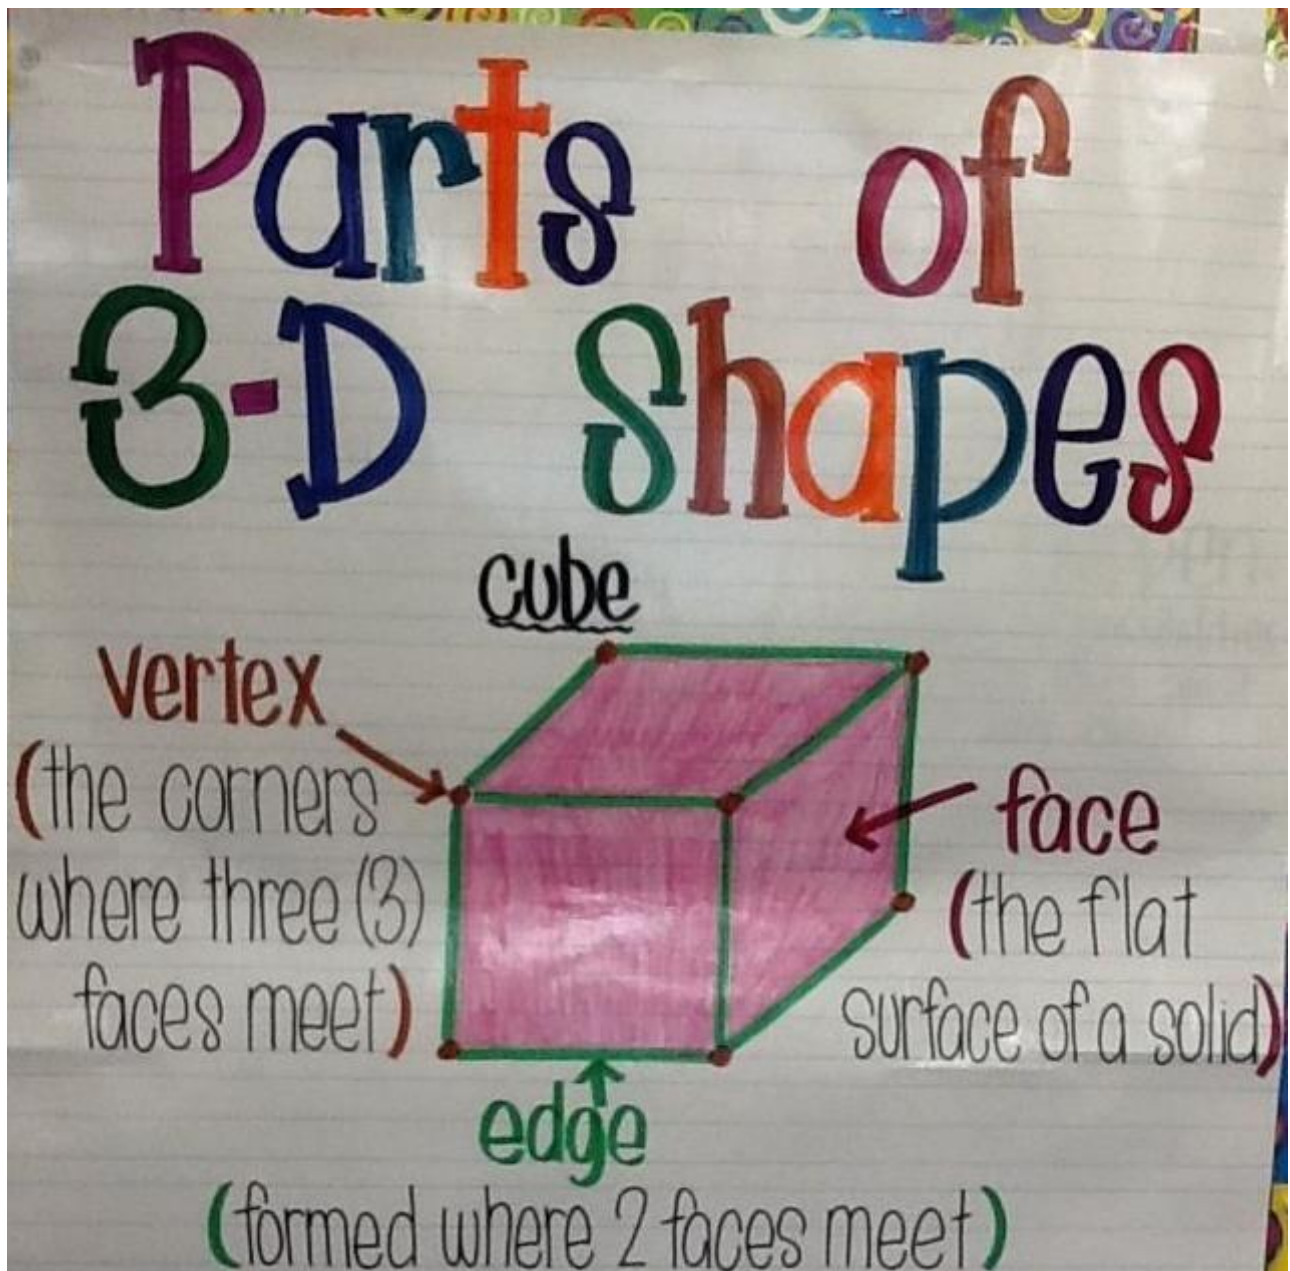 Parts of
3-D Shapes
cube
vertex
(the corners
where three (3)
faces meet)
face
(the flat
surface of a solid)
edge
(formed where 2 faces meet)